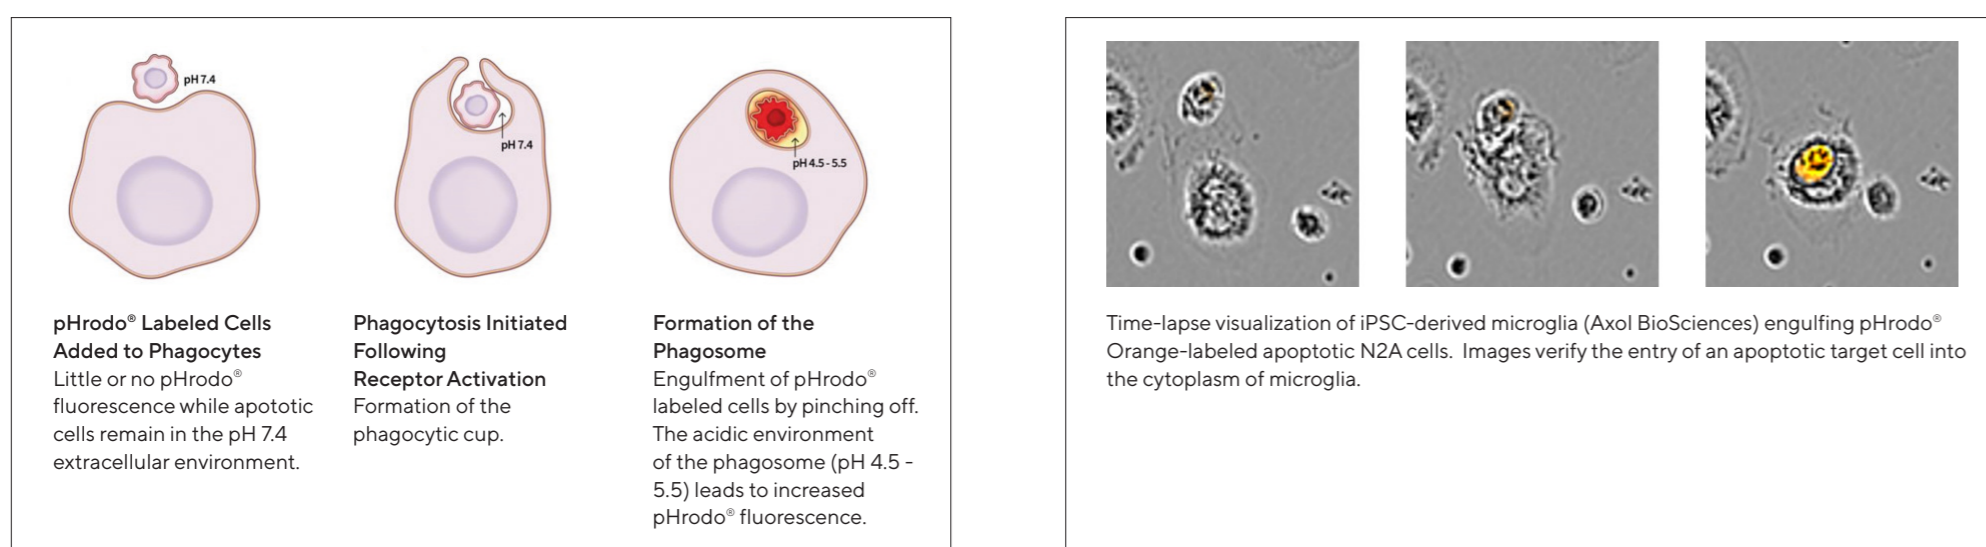 pH 7.4
pH 7.4
pH 4.5 - 5.5
pHrodo® Labeled Cells
Added to Phagocytes
Little or no pHrodo®
fluorescence while apototic
cells remain in the pH 7.4
extracellular environment.
Phagocytosis Initiated
Following
Receptor Activation
Formation of the
phagocytic cup.
Formation of the
Phagosome
Engulfment of pHrodo®
labeled cells by pinching off.
The acidic environment
of the phagosome (pH 4.5 -
5.5) leads to increased
pHrodo® fluorescence.
Time-lapse visualization of iPSC-derived microglia (Axol BioSciences) engulfing pHrodo®
Orange-labeled apoptotic N2A cells. Images verify the entry of an apoptotic target cell into
the cytoplasm of microglia.